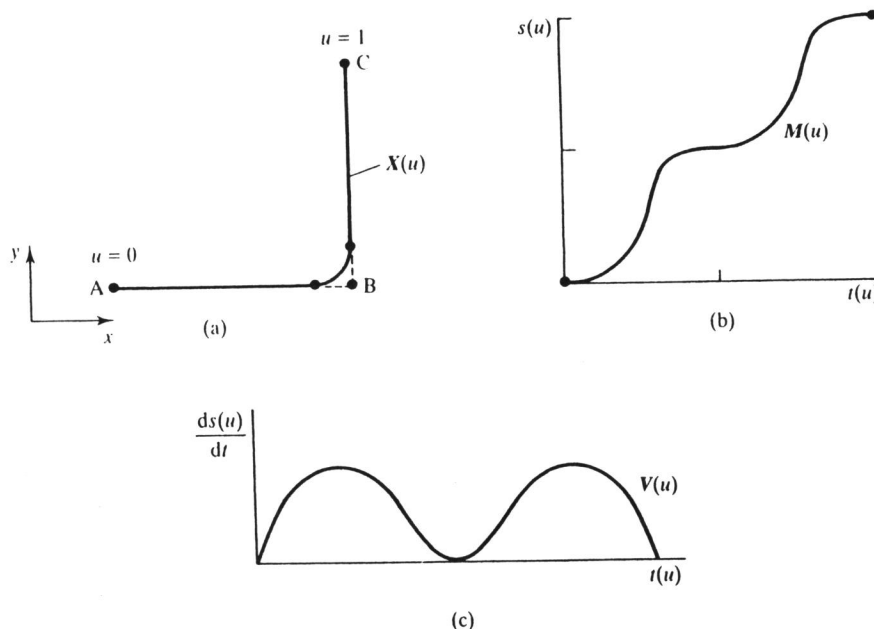 u = 1
C
X(u)
y
u = 0
A
B
x
(a)
s(u)
M(u)
t(u)
(b)
ds(u)
dt
V(u)
t(u)
(c)